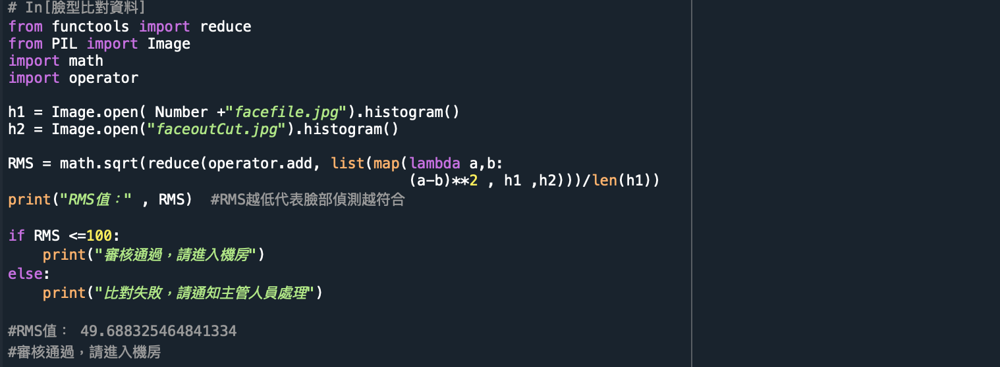 # In[臉型比對資料]
from functools import reduce
from PIL import Image
import math
import operator
h1 = Image.open( Number +"facefile.jpg").histogram()
h2 = Image.open("faceoutCut.jpg").histogram()
RMS = math.sqrt(reduce(operator.add, list(map(lambda a,b:
(a-b)**2 , h1 ,h2)))/len(h1))
print("RMS值：" , RMS)  #RMS越低代表臉部偵測越符合
if RMS <=100:
    print("審核通過，請進入機房")
else:
    print("比對失敗，請通知主管人員處理")
#RMS值： 49.688325464841334
#審核通過，請進入機房